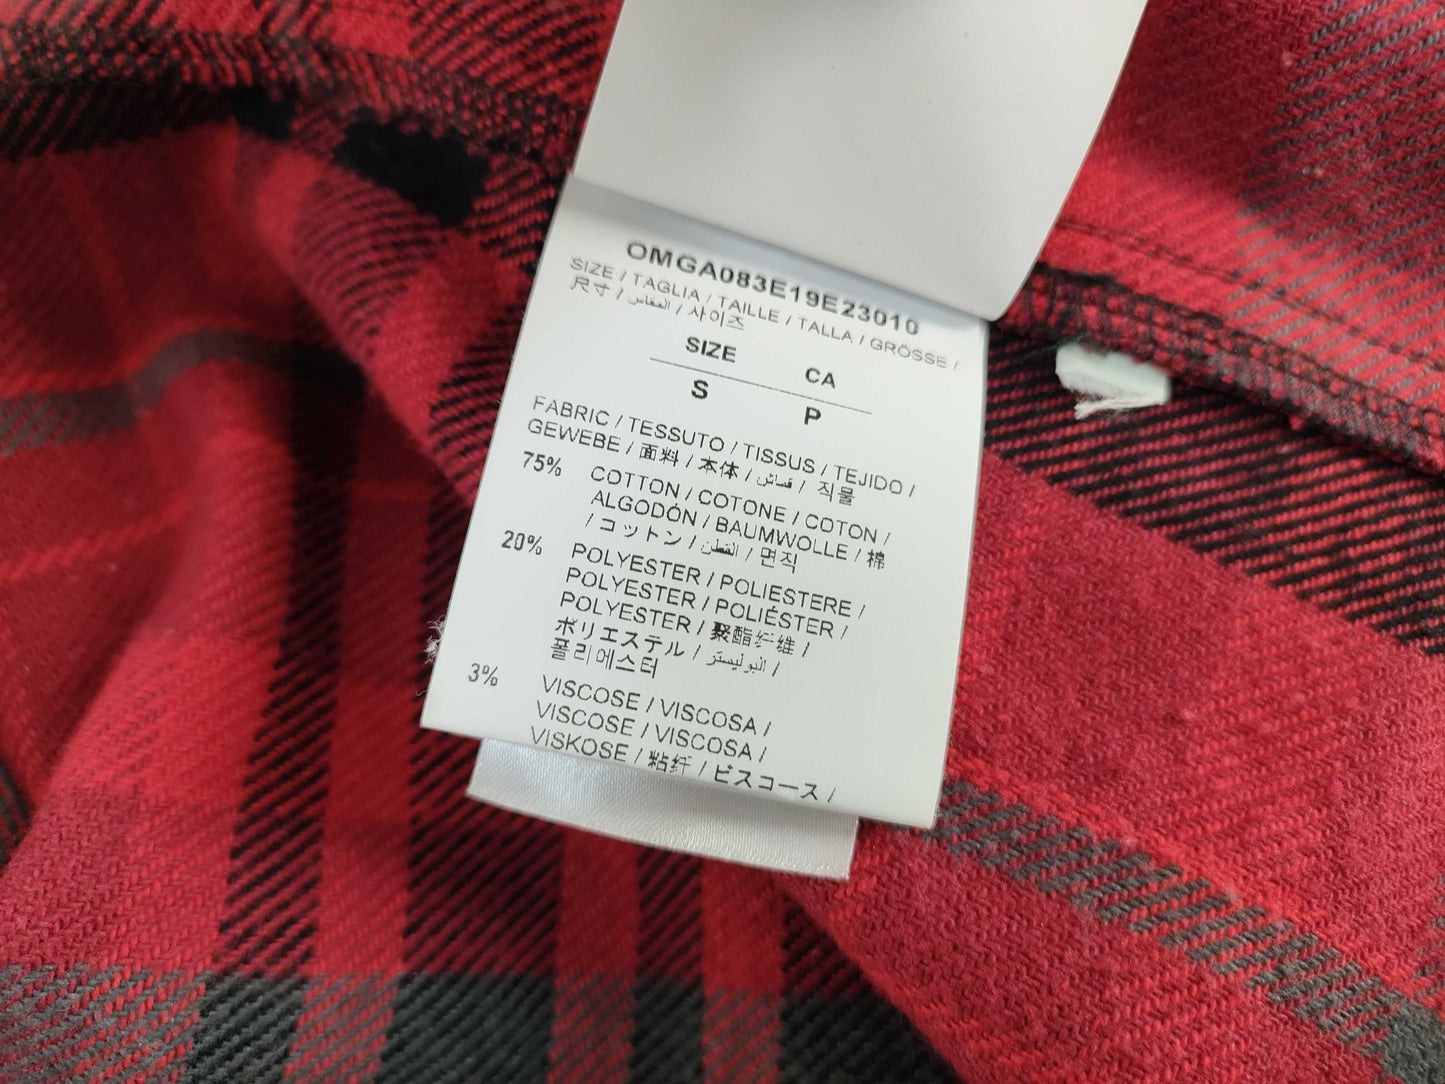 OMGA083E19E23010
SIZE / TAGLIA / TAILLE / TALLA / GRÖSSE /
尺寸 / المقاس / 사이즈
SIZE CA
S P
FABRIC / TESSUTO / TISSUS / TEJIDO /
GEWEBE / 面料 / 本体 / قماش / 직물
75% COTTON / COTONE / COTON /
ALGODÓN / BAUMWOLLE / 棉
/ コットン / القطن / 면직
20% POLYESTER / POLIESTERE /
POLYESTER / POLIÉSTER /
POLYESTER / 聚酯纤维 /
ポリエステル / البوليستر /
폴리에스터
3% VISCOSE / VISCOSA /
VISCOSE / VISCOSA /
VISKOSE / 粘纤 / ビスコース /